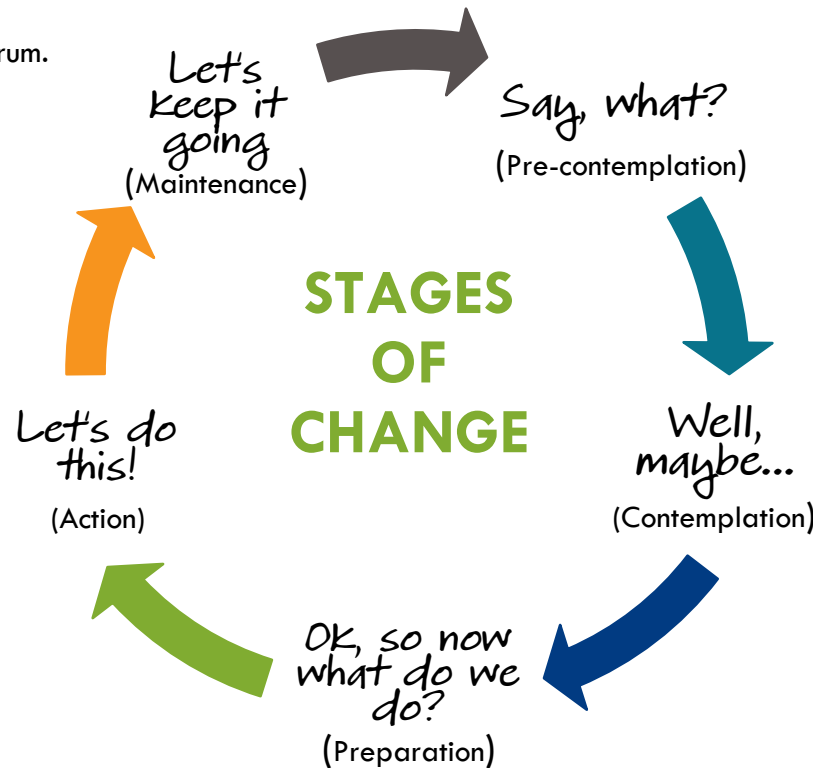 rum.
Let's
keep it
going
(Maintenance)
Say, what?
(Pre-contemplation)
STAGES
OF
CHANGE
Let's do
this!
(Action)
Well,
maybe...
(Contemplation)
OK, so now
what do we
do?
(Preparation)